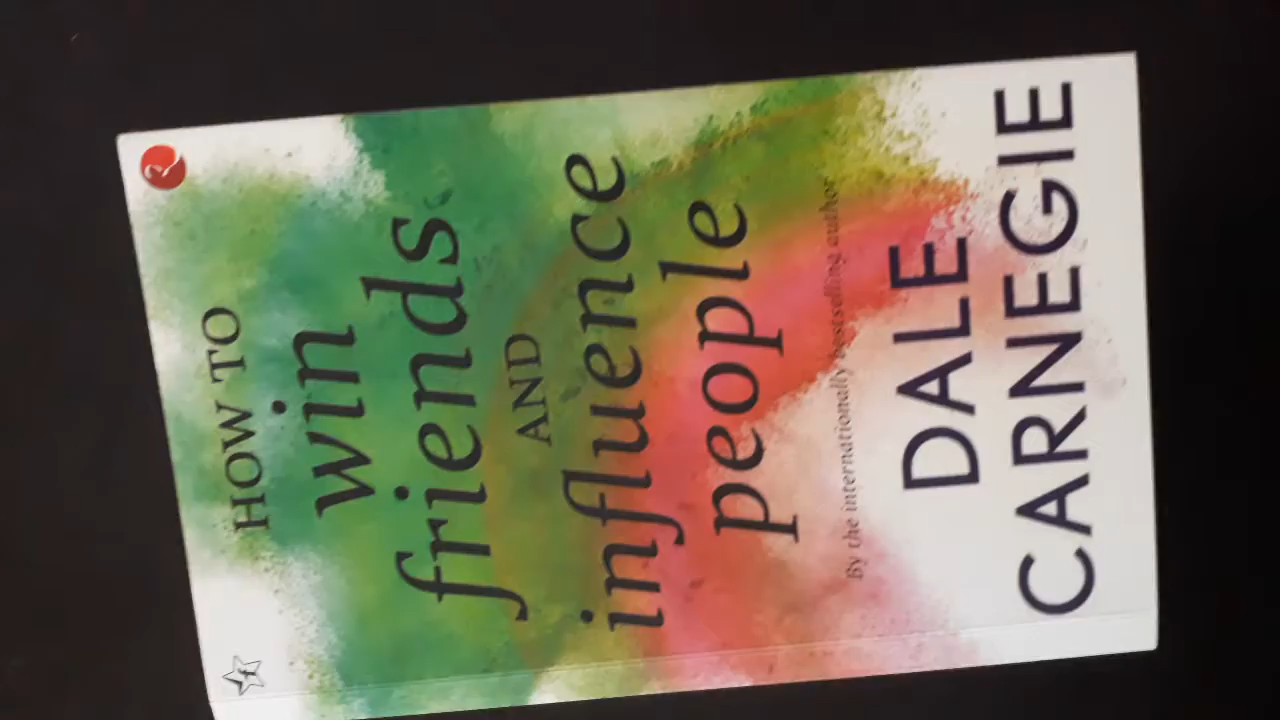 HOW TO
win
friends
AND
influence
people
By the internationally bestselling author
DALE
CARNEGIE